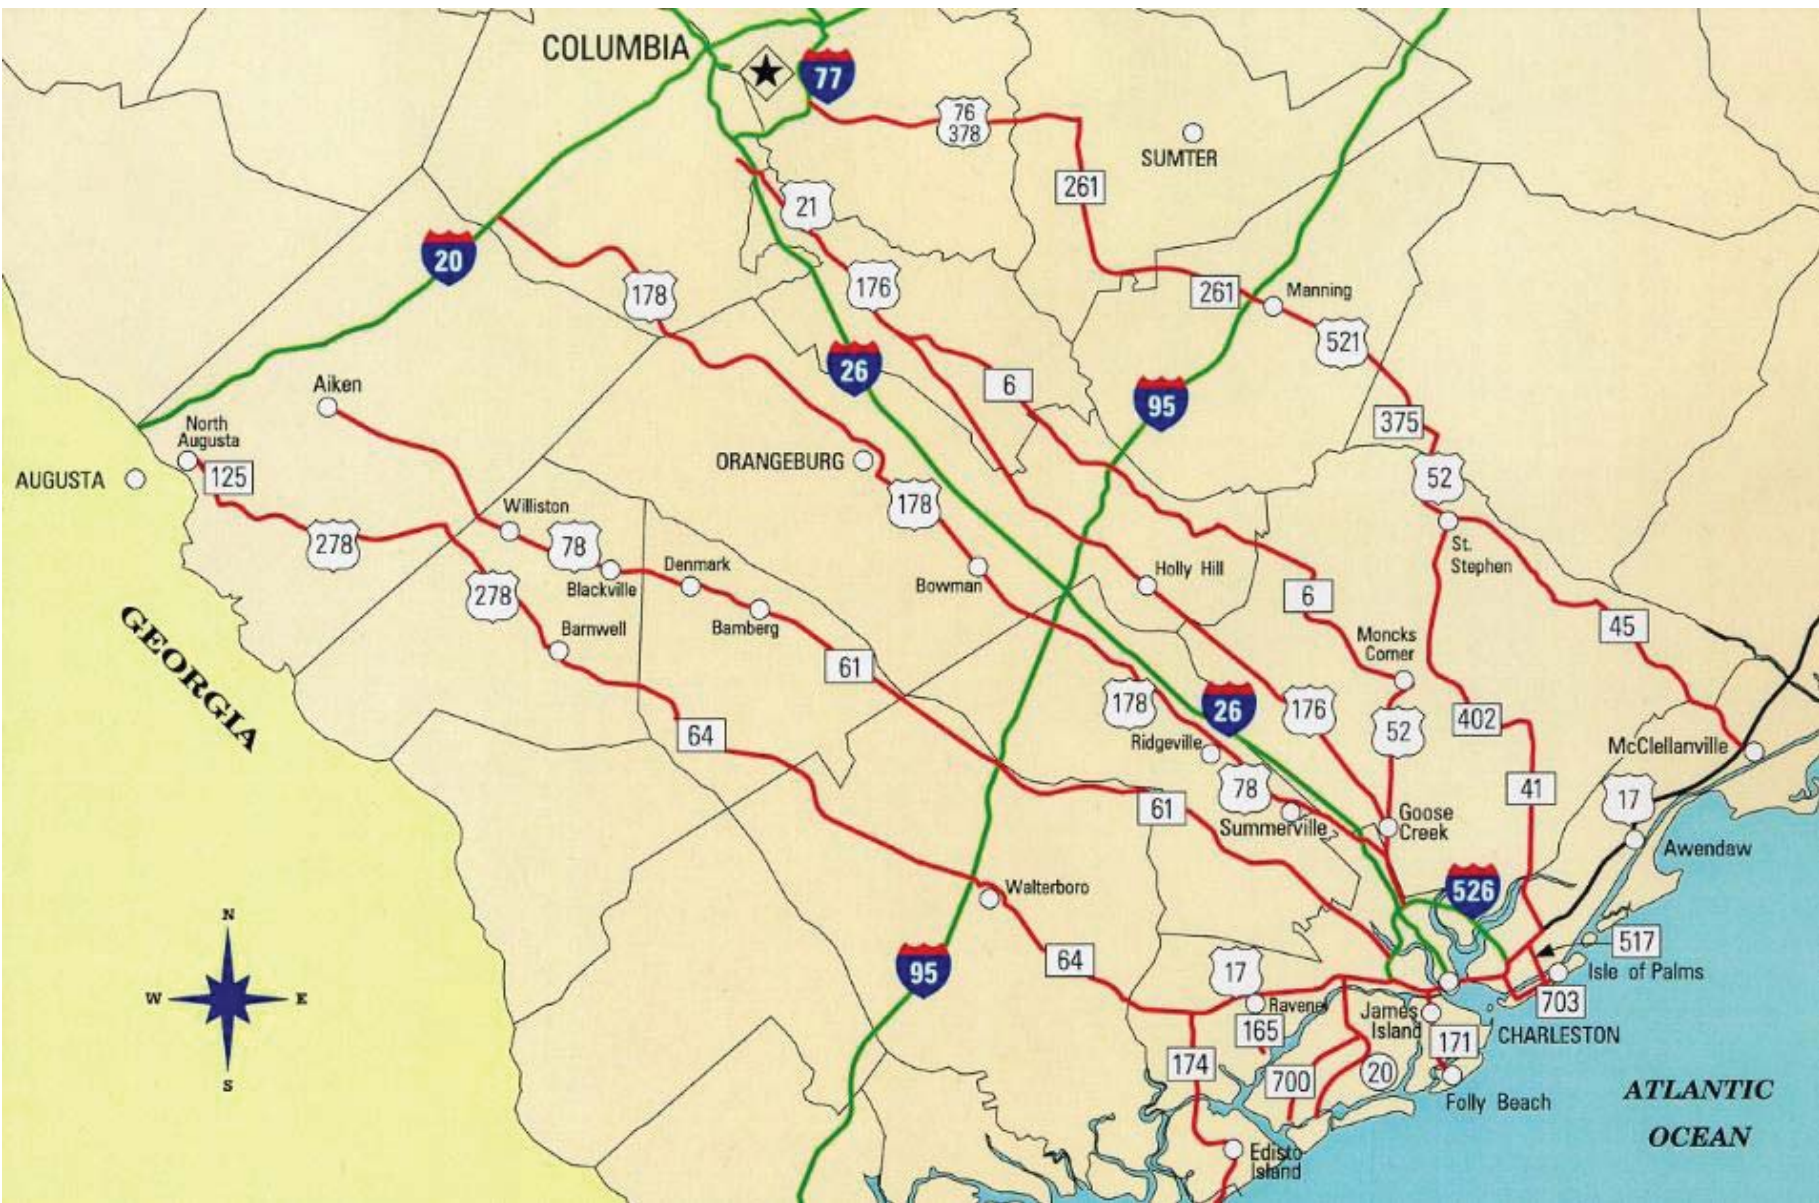 COLUMBIA
77
76
378
SUMTER
261
21
20
178
176
261
Manning
521
26
6
95
Aiken
375
North
Augusta
125
AUGUSTA
ORANGEBURG
52
178
Williston
278
78
Denmark
Blackville
278
Bamberg
Barnwell
Bowman
Holly Hill
St.
Stephen
6
45
GEORGIA
61
Moncks
Corner
64
178
26
176
52
402
Ridgeville
McClellanville
78
61
41
17
Summerville
Goose
Creek
Awendaw
526
Walterboro
N
W
E
S
95
64
17
517
Isle of Palms
Ravenel
James
Island
703
165
171
CHARLESTON
174
700
20
Folly Beach
ATLANTIC
OCEAN
Edisto
Island